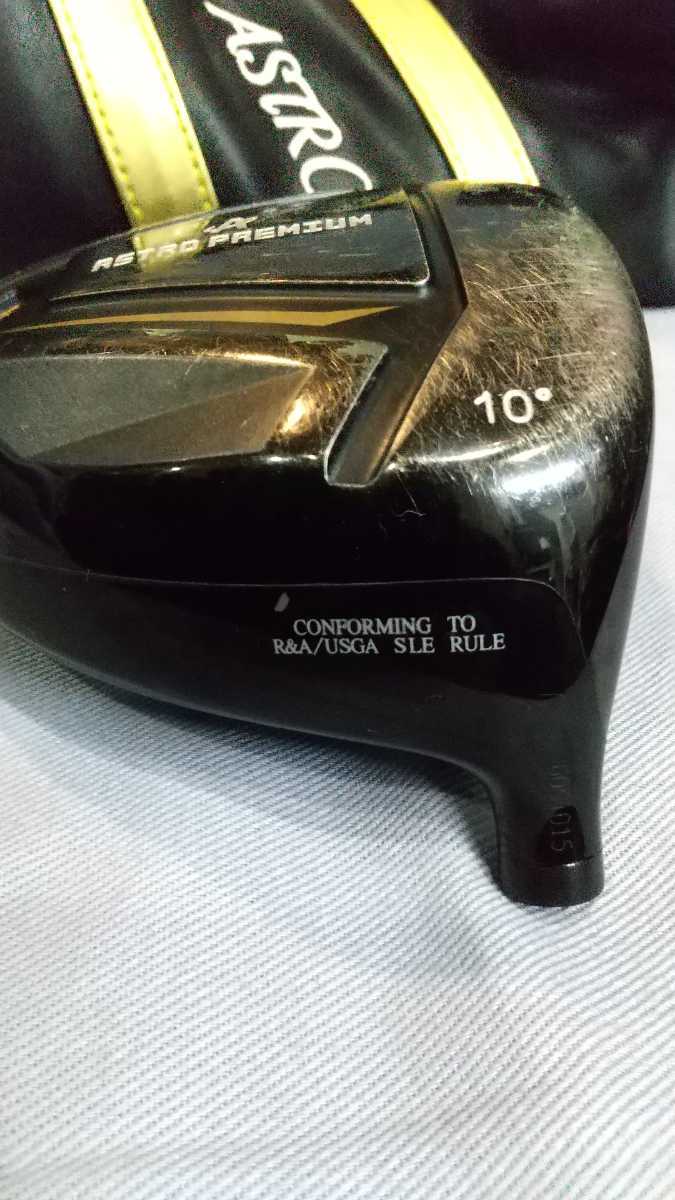 ASTRO
ASTRO PREMIUM
10°
CONFORMING TO
R&A/USGA SLE RULE